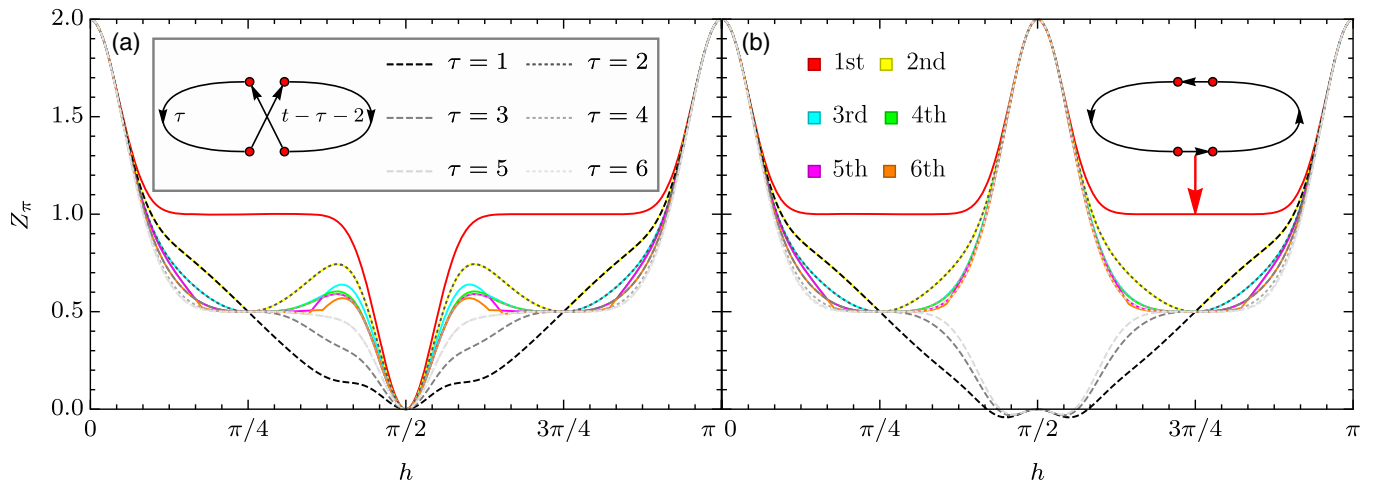 (a)
(b)
τ = 1
τ = 2
τ = 3
τ = 4
τ = 5
τ = 6
τ
t − τ − 2
1st
2nd
3rd
4th
5th
6th
2.0
1.5
1.0
0.5
0.0
Z_π
0
π/4
π/2
3π/4
π
0
π/4
π/2
3π/4
π
h
h